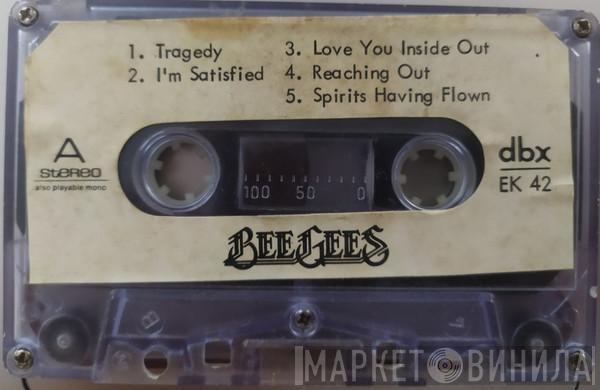 1. Tragedy
2. I'm Satisfied
3. Love You Inside Out
4. Reaching Out
5. Spirits Having Flown
A
stereo
also playable mono
100 50 0
dbx
EK 42
BEE GEES
МАРКЕТ ВИНИЛА